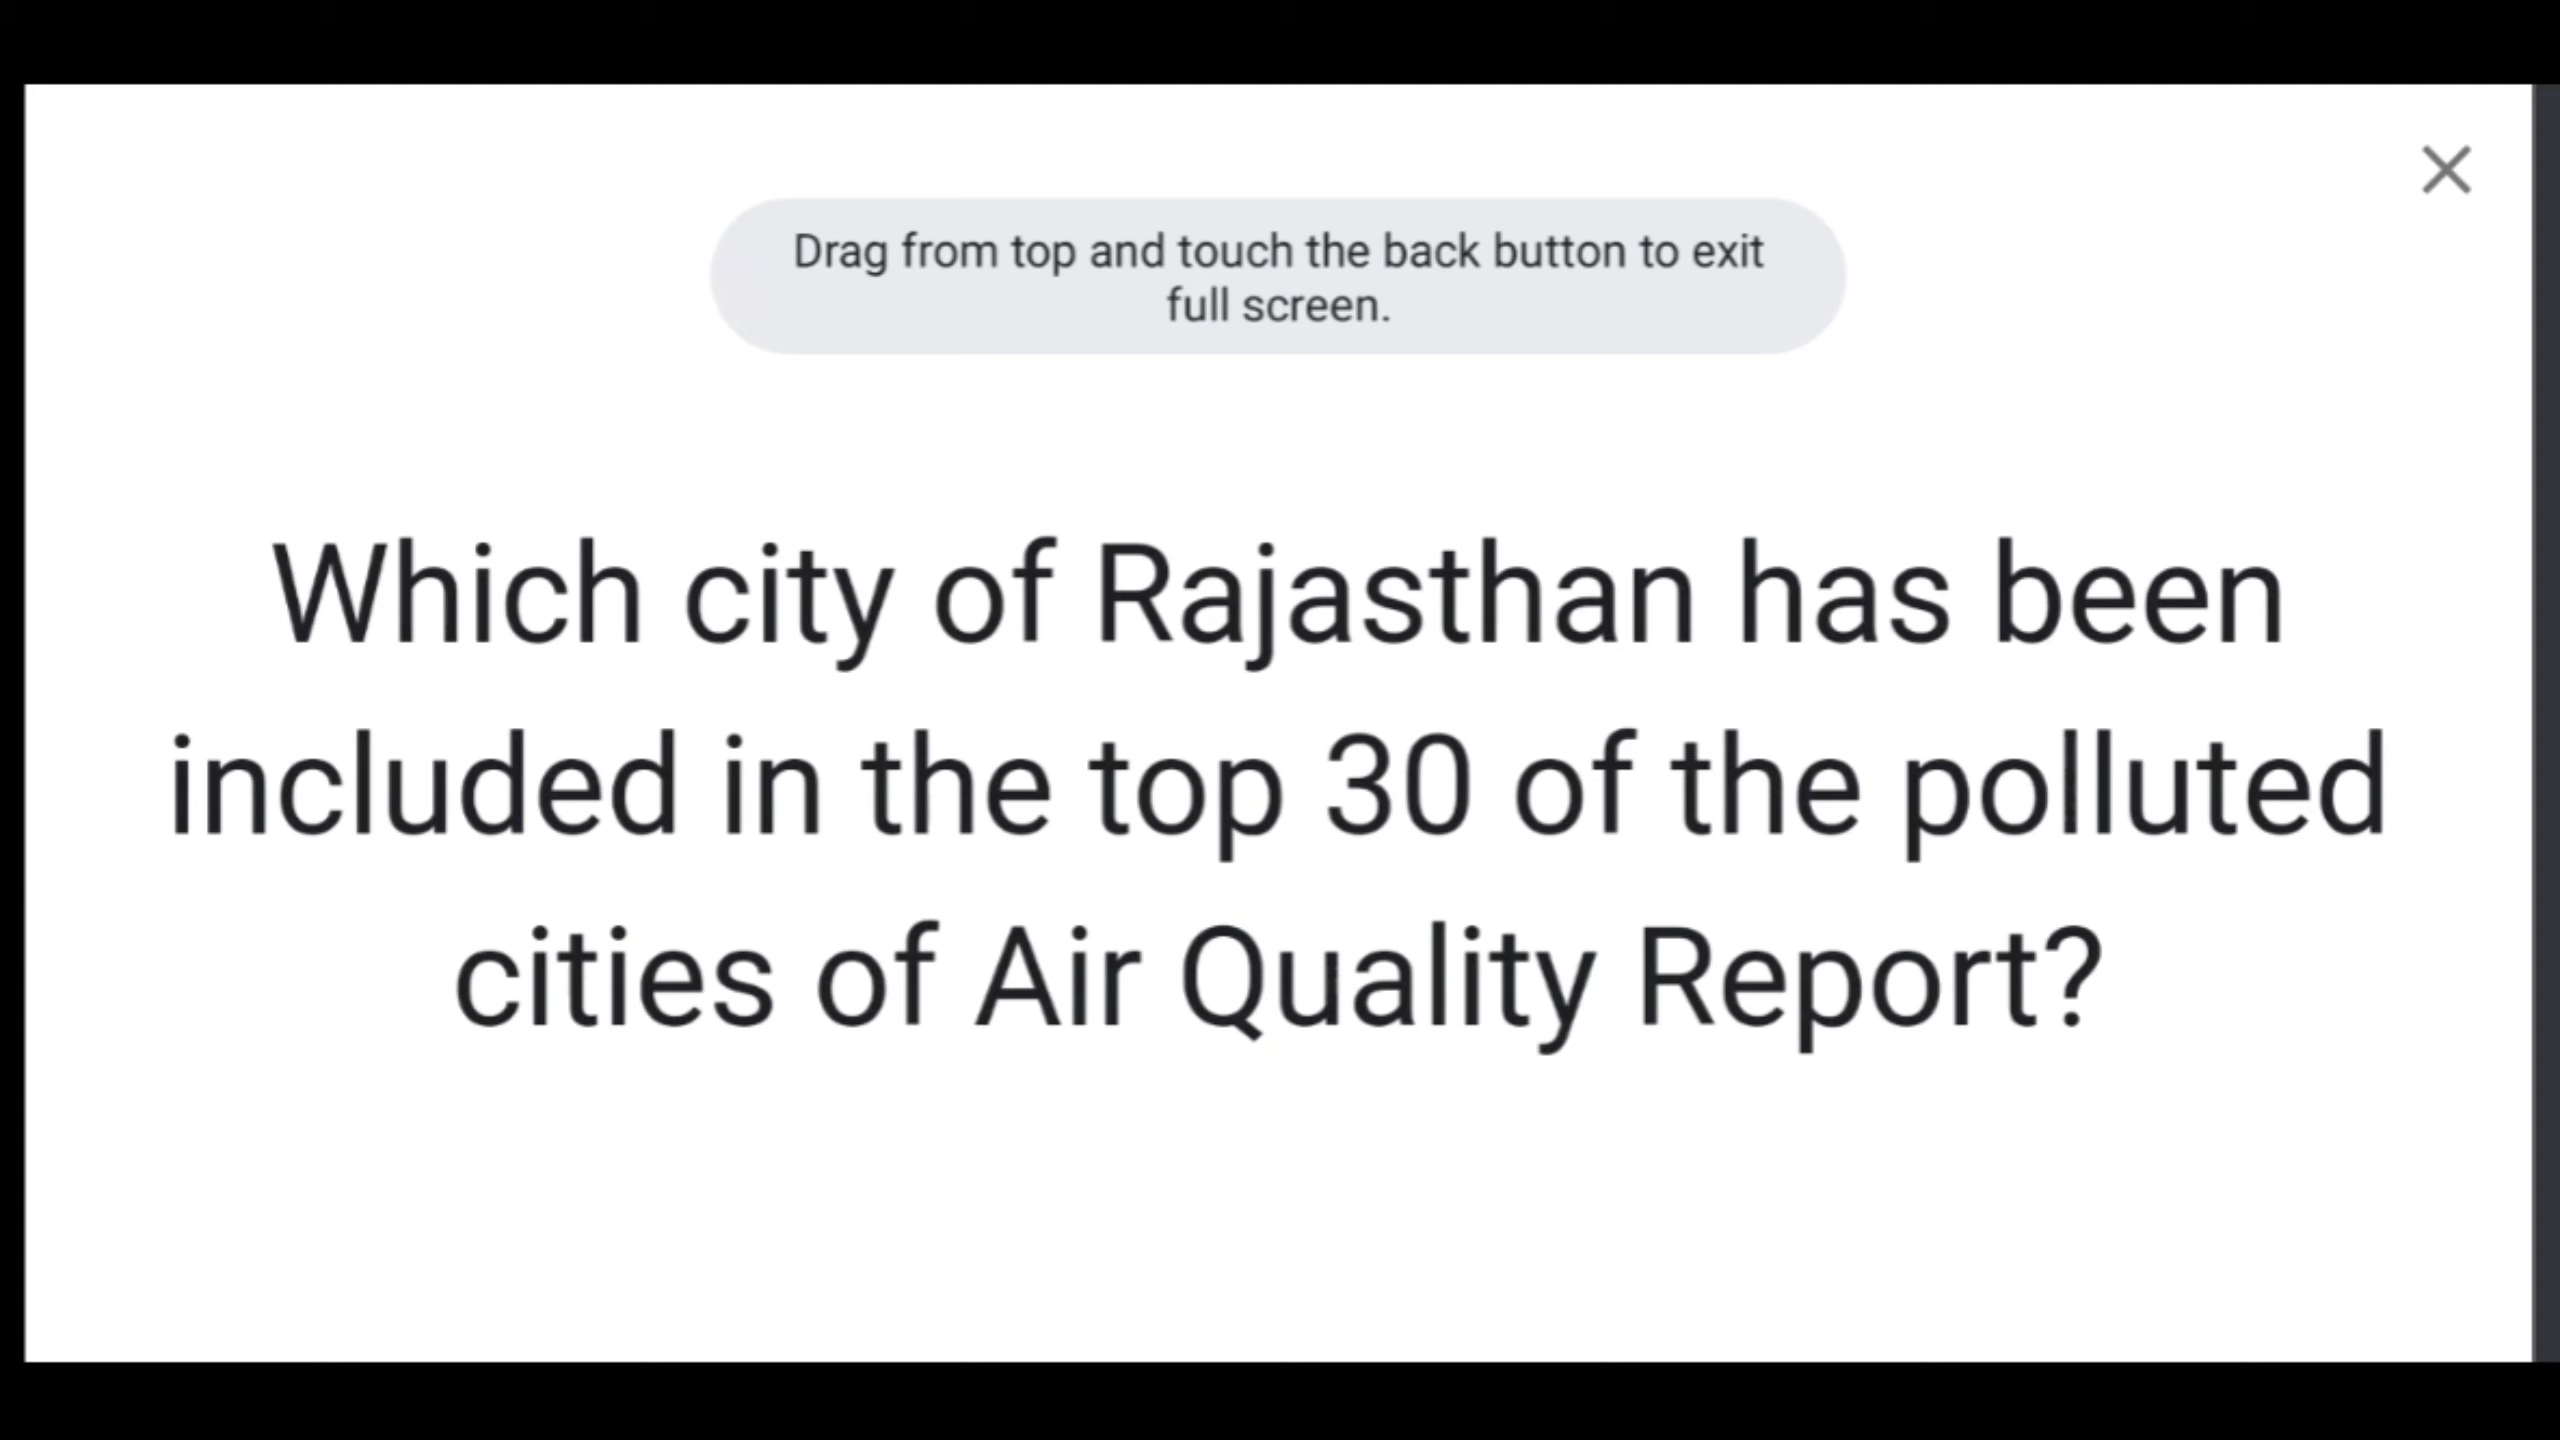 Drag from top and touch the back button to exit
full screen.
Which city of Rajasthan has been
included in the top 30 of the polluted
cities of Air Quality Report?